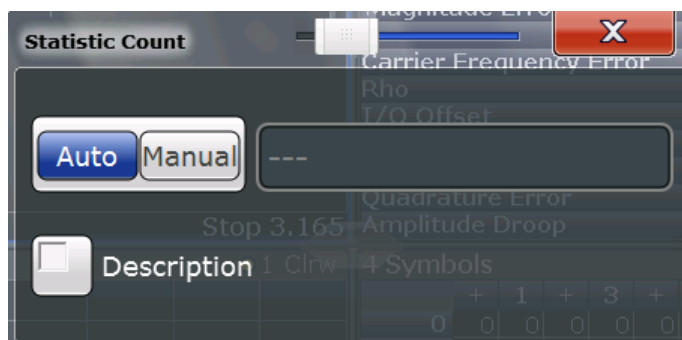 Magnitude Erro
Statistic Count
X
Carrier Frequency Error
Rho
I/Q Offset
Auto Manual ---
Quadrature Error
Stop 3.165 Amplitude Droop
Description 1 Clrw 4 Symbols
+ 1 + 3 +
0 0 0 0 0 0